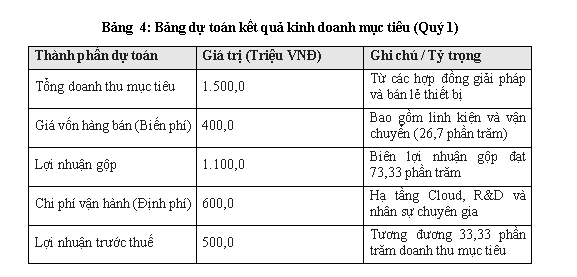 Bảng 4: Bảng dự toán kết quả kinh doanh mục tiêu (Quý 1)
Thành phần dự toán Giá trị (Triệu VNĐ) Ghi chú / Tỷ trọng
Tổng doanh thu mục tiêu 1.500,0 Từ các hợp đồng giải pháp
và bán lẻ thiết bị
Giá vốn hàng bán (Biến phí) 400,0 Bao gồm linh kiện và vận
chuyển (26,7 phần trăm)
Lợi nhuận gộp 1.100,0 Biên lợi nhuận gộp đạt
73,33 phần trăm
Chi phí vận hành (Định phí) 600,0 Hạ tầng Cloud, R&D và
nhân sự chuyên gia
Lợi nhuận trước thuế 500,0 Tương đương 33,33 phần
trăm doanh thu mục tiêu